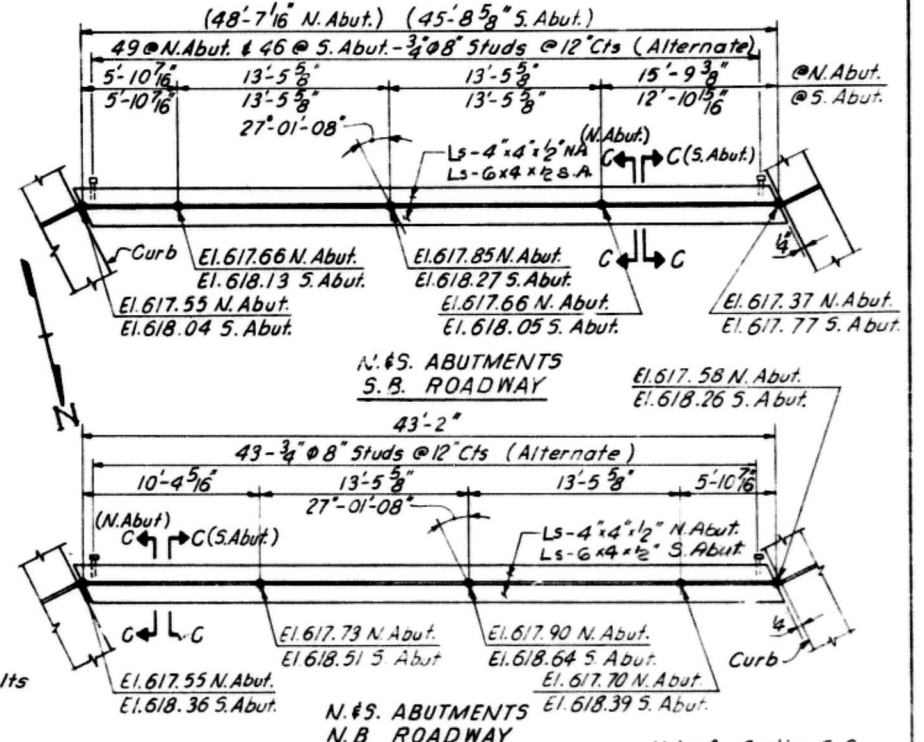 (48'-7 1/16" N. Abut.) (45'-8 5/8" S. Abut.)
49 @ N. Abut. & 46 @ S. Abut.-3/4"Φ8" Studs @ 12" Cts (Alternate)
5'-10 7/16" 13'-5 5/8" 13'-5 5/8" 15'-9 3/8" @N. Abut.
5'-10 7/16" 13'-5 5/8" 13'-5 5/8" 12'-10 15/16" @S. Abut.
27°-01'-08"
(N. Abut.)
Ls-4"x4"x1/2" N.A. C C (S. Abut.)
Ls-6x4x1/2 S.A.
Curb
El. 617.66 N. Abut. El. 617.85 N. Abut. C C 1/4"
El. 618.13 S. Abut. El. 618.27 S. Abut.
El. 617.55 N. Abut. El. 617.66 N. Abut. El. 617.37 N. Abut.
El. 618.04 S. Abut. El. 618.05 S. Abut. El. 617.77 S. Abut.
N. & S. ABUTMENTS
S.B. ROADWAY
N
El. 617.58 N. Abut.
El. 618.26 S. Abut.
43'-2"
43-3/4"Φ8" Studs @ 12" Cts (Alternate)
10'-4 5/16" 13'-5 5/8" 13'-5 5/8" 5'-10 7/16"
27°-01'-08"
(N. Abut)
C C (S. Abut.) Ls-4"x4"x1/2" N. Abut.
Ls-6x4x1/2" S. Abut.
C C 1/4
El. 617.73 N. Abut. El. 617.90 N. Abut.
El. 618.51 S. Abut El. 618.64 S. Abut. Curb
lts El. 617.55 N. Abut. El. 617.70 N. Abut.
El. 618.36 S. Abut. El. 618.39 S. Abut.
N. & S. ABUTMENTS
N.B. ROADWAY